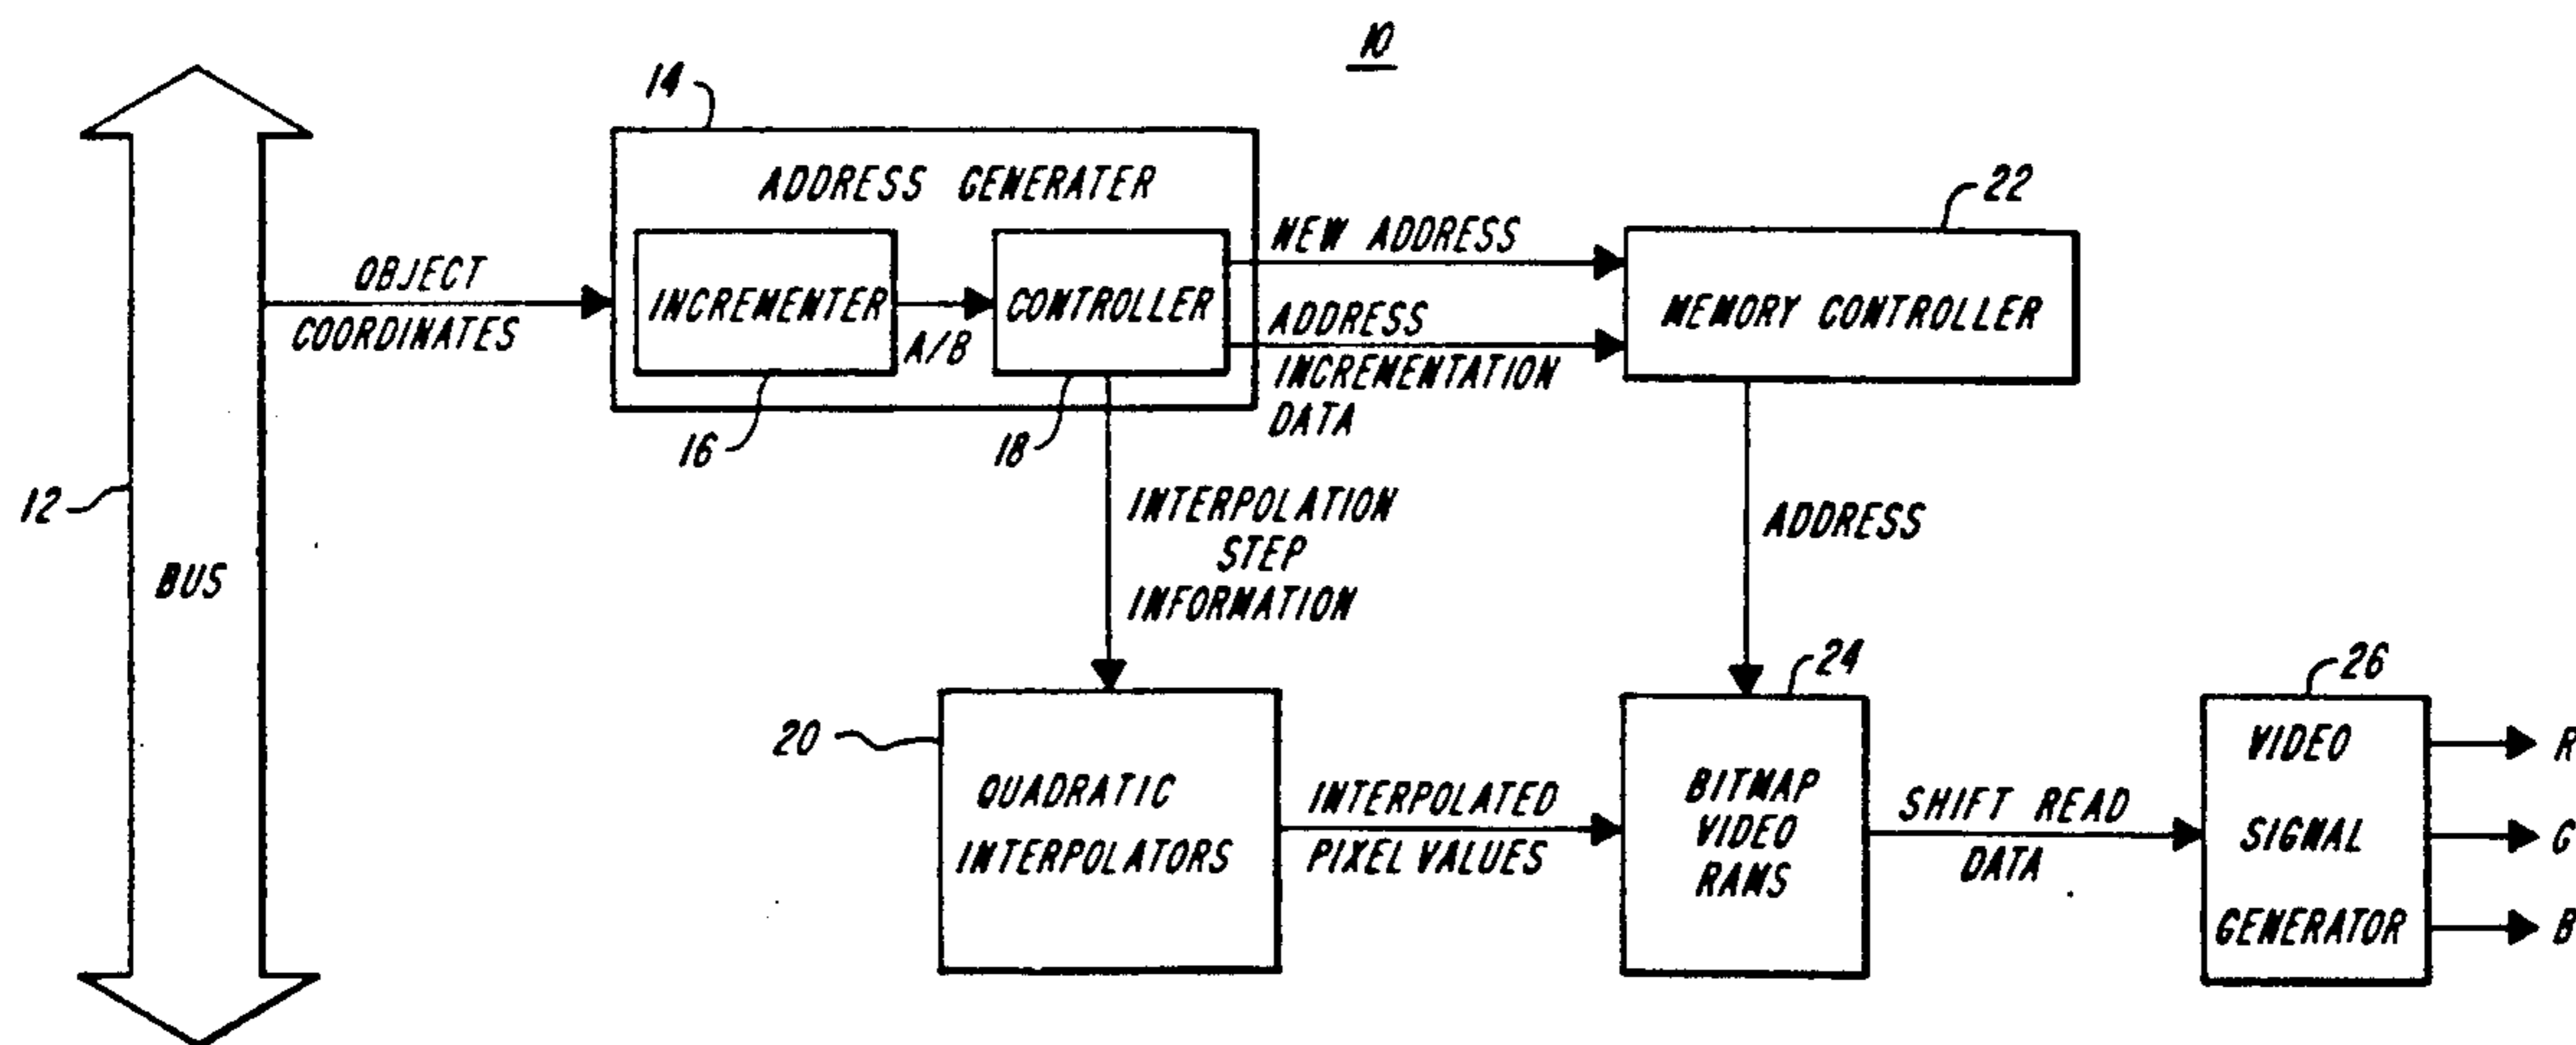 10
14
ADDRESS GENERATER
22
NEW ADDRESS
OBJECT
COORDINATES
INCREMENTER
A/B
CONTROLLER
ADDRESS
INCREMENTATION
DATA
MEMORY CONTROLLER
16
18
12
BUS
INTERPOLATION
STEP
INFORMATION
ADDRESS
20
QUADRATIC
INTERPOLATORS
INTERPOLATED
PIXEL VALUES
24
BITMAP
VIDEO
RAMS
SHIFT READ
DATA
26
VIDEO
SIGNAL
GENERATOR
R
G
B